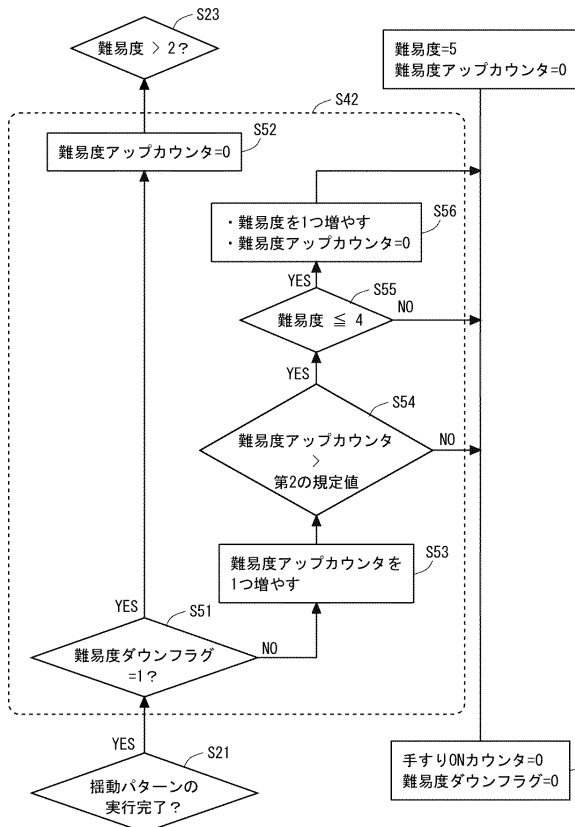 S23
難易度 > 2?
難易度=5
難易度アップカウンタ=0
S42
S52
難易度アップカウンタ=0
S56
・難易度を1つ増やす
・難易度アップカウンタ=0
YES
S55
難易度 ≦ 4
NO
YES
S54
難易度アップカウンタ
>
第2の規定値
NO
S53
難易度アップカウンタを
1つ増やす
YES
S51
難易度ダウンフラグ
=1?
NO
YES
S21
揺動パターンの
実行完了?
手すりONカウンタ=0
難易度ダウンフラグ=0